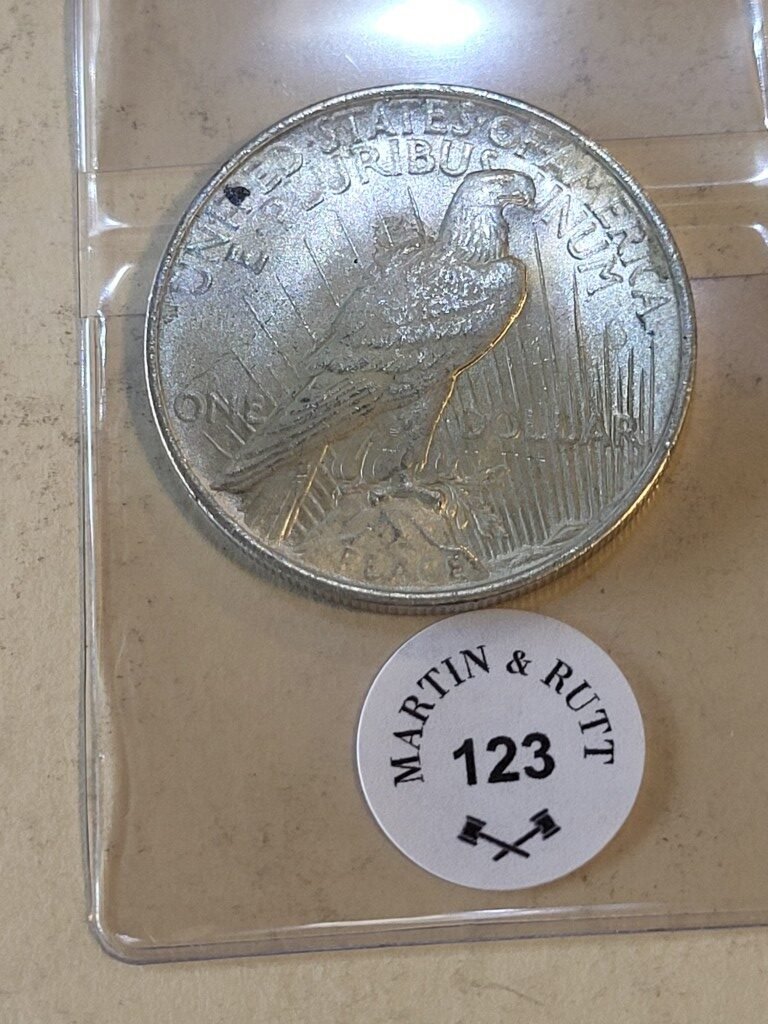 UNITED·STATES·OF·AMERICA
E·PLURIBUS UNUM
ONE DOLLAR
PEACE
MARTIN & RUTT
123